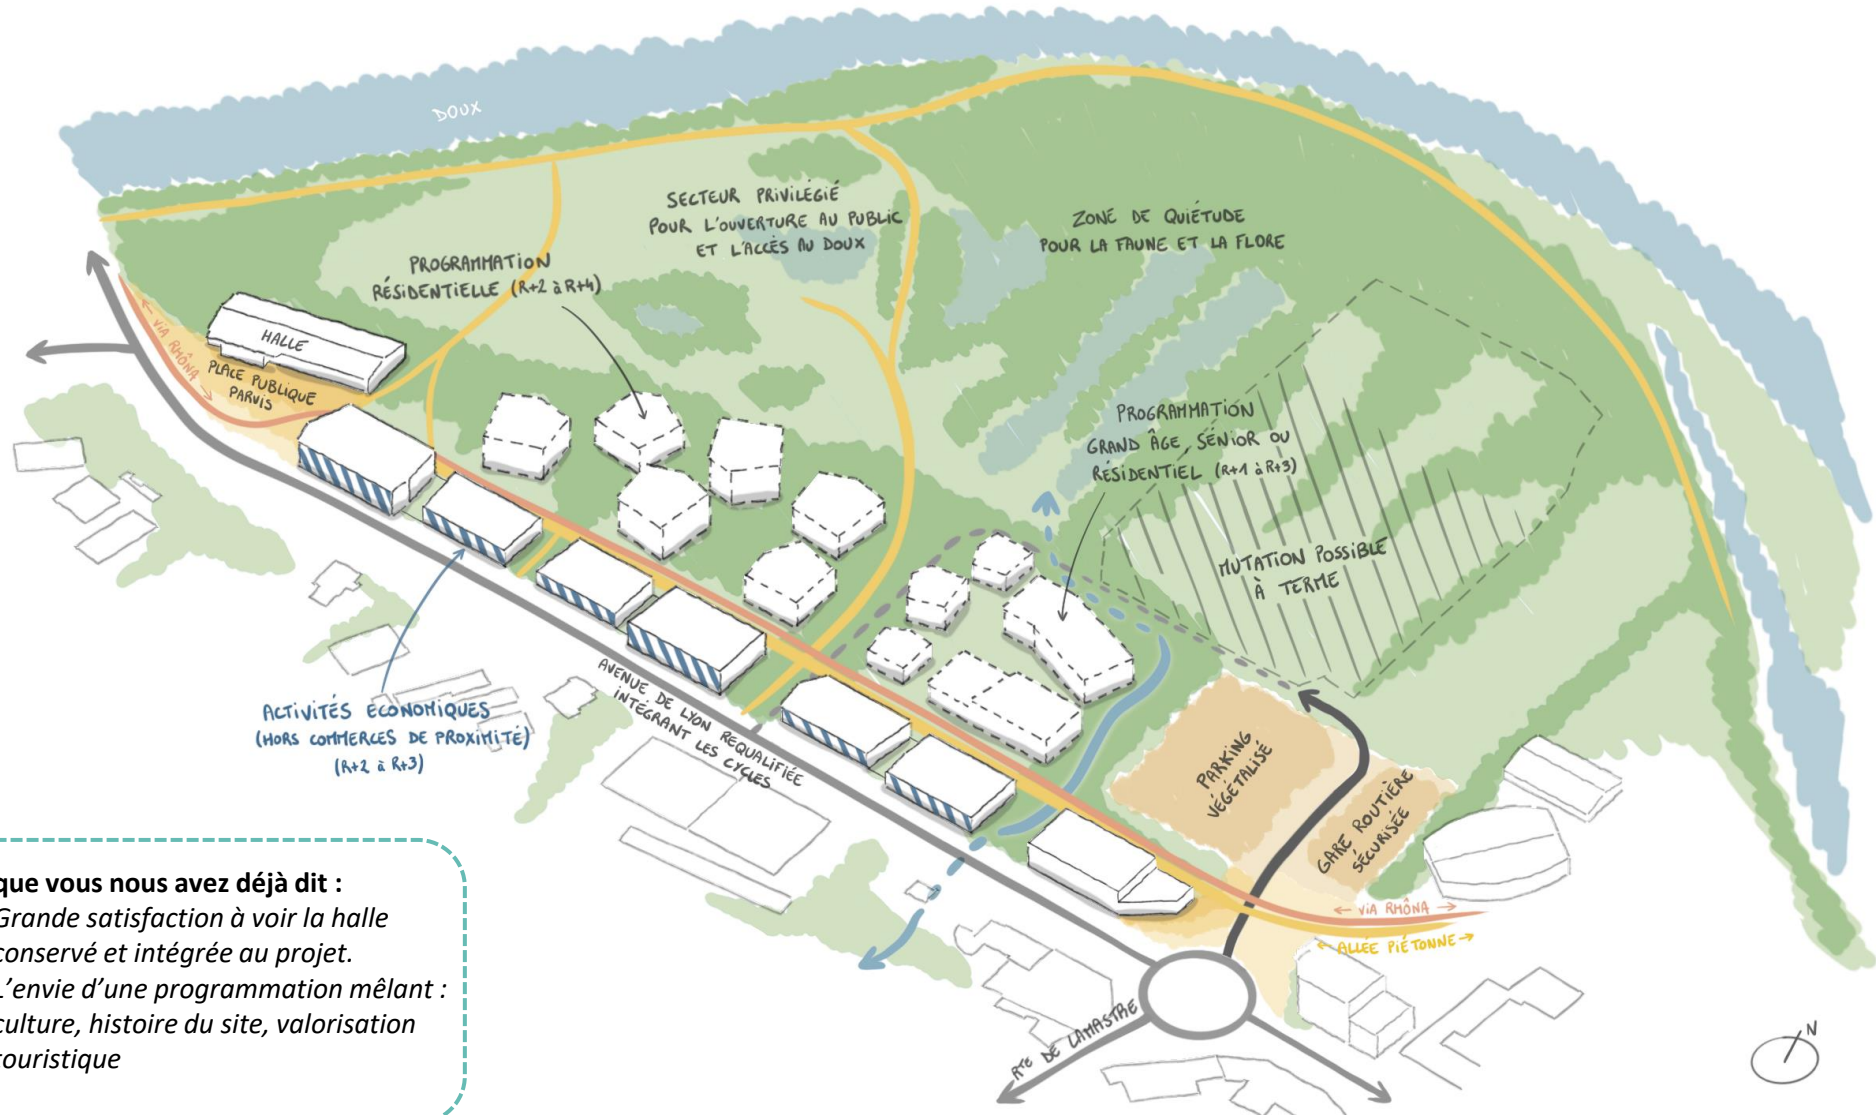 DOUX
SECTEUR PRIVILÉGIÉ
POUR L'OUVERTURE AU PUBLIC
ET L'ACCÈS AU DOUX
ZONE DE QUIÉTUDE
POUR LA FAUNE ET LA FLORE
PROGRAMMATION
RÉSIDENTIELLE (R+2 à R+4)
← VIA RHÔNA →
HALLE
PLACE PUBLIQUE
PARVIS
PROGRAMMATION
GRAND ÂGE, SÉNIOR OU
RÉSIDENTIEL (R+1 à R+3)
MUTATION POSSIBLE
À TERME
ACTIVITÉS ÉCONOMIQUES
(HORS COMMERCES DE PROXIMITÉ)
(R+2 à R+3)
AVENUE DE LYON REQUALIFIÉE
INTÉGRANT LES CYCLES
PARKING
VÉGÉTALISÉ
GARE ROUTIÈRE
SÉCURISÉE
← VIA RHÔNA →
← ALLÉE PIÉTONNE →
RTE DE LAMASTRE
N
que vous nous avez déjà dit :
Grande satisfaction à voir la halle
conservé et intégrée au projet.
L'envie d'une programmation mêlant :
culture, histoire du site, valorisation
touristique